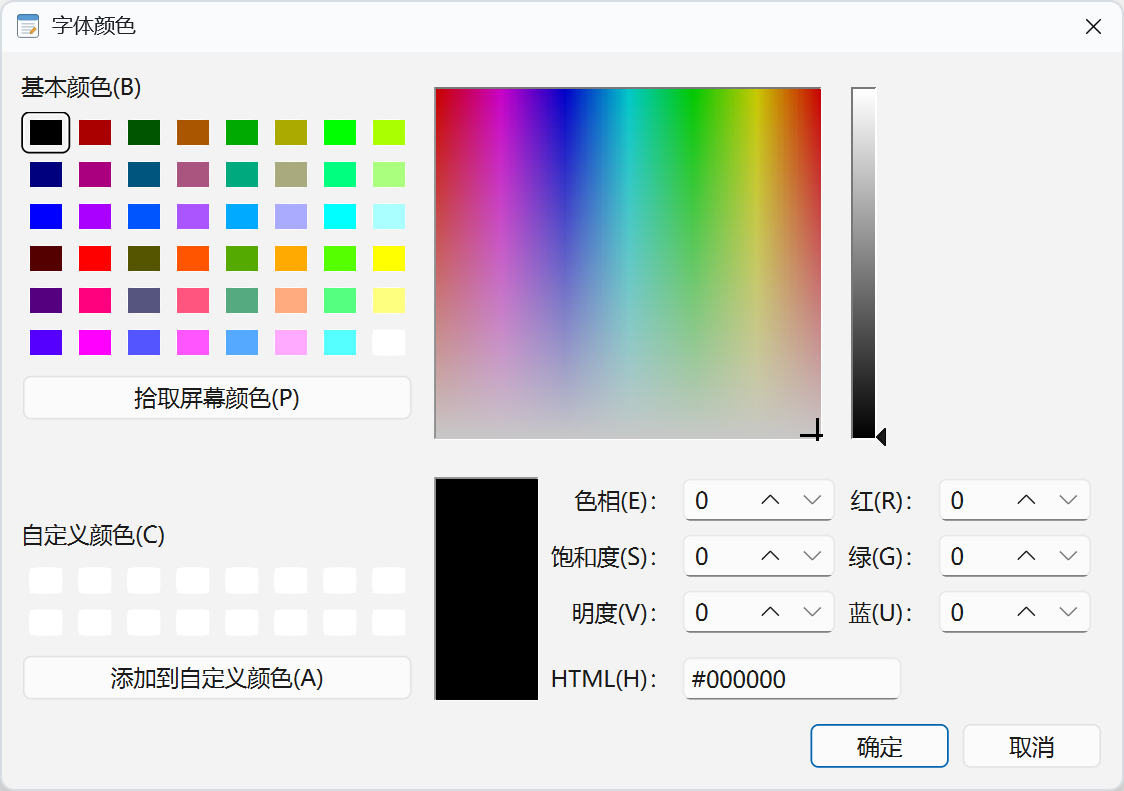 字体颜色
基本颜色(B)
拾取屏幕颜色(P)
自定义颜色(C)
添加到自定义颜色(A)
色相(E): 0 红(R): 0
饱和度(S): 0 绿(G): 0
明度(V): 0 蓝(U): 0
HTML(H): #000000
确定 取消